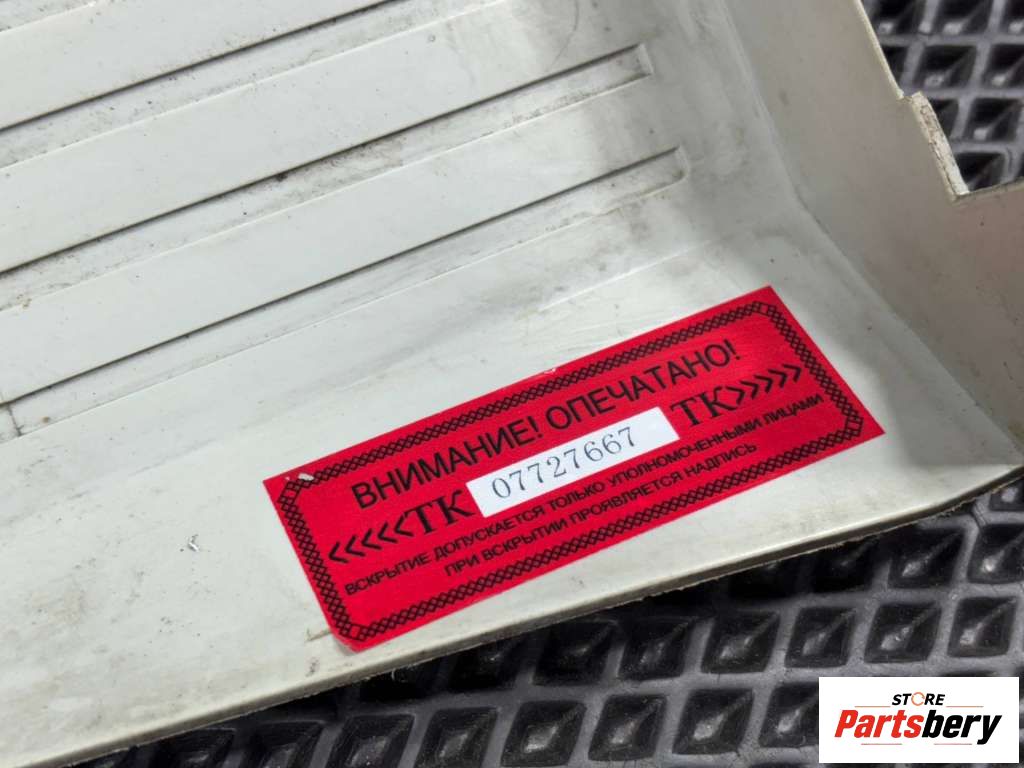 ВНИМАНИЕ! ОПЕЧАТАНО!
<<<<<ТК 07727667 ТК>>>>>
ВСКРЫТИЕ ДОПУСКАЕТСЯ ТОЛЬКО УПОЛНОМОЧЕННЫМИ ЛИЦАМИ
ПРИ ВСКРЫТИИ ПРОЯВЛЯЕТСЯ НАДПИСЬ
STORE
Partsbery